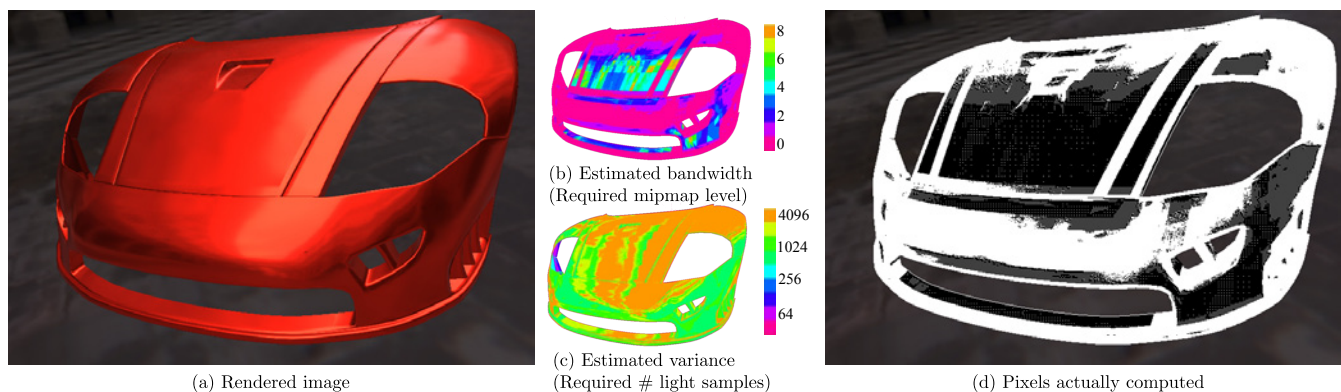 8
6
4
2
0
(b) Estimated bandwidth
(Required mipmap level)
4096
1024
256
64
(c) Estimated variance
(Required # light samples)
(a) Rendered image
(d) Pixels actually computed